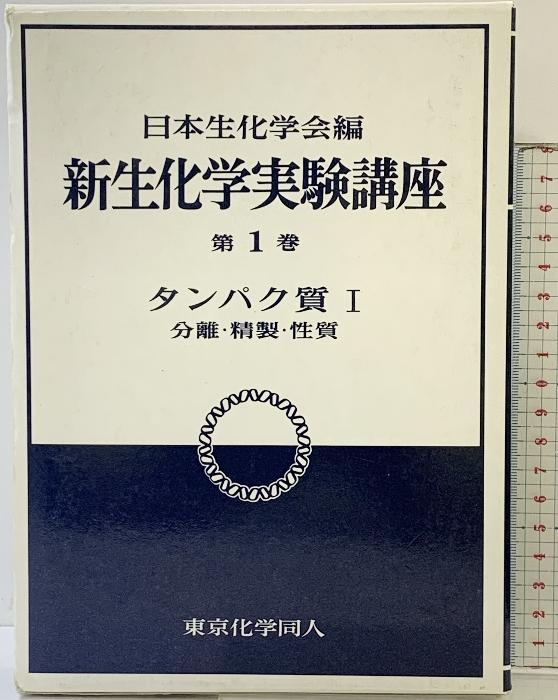 日本生化学会編
新生化学実験講座
第1巻
タンパク質 I
分離・精製・性質
東京化学同人